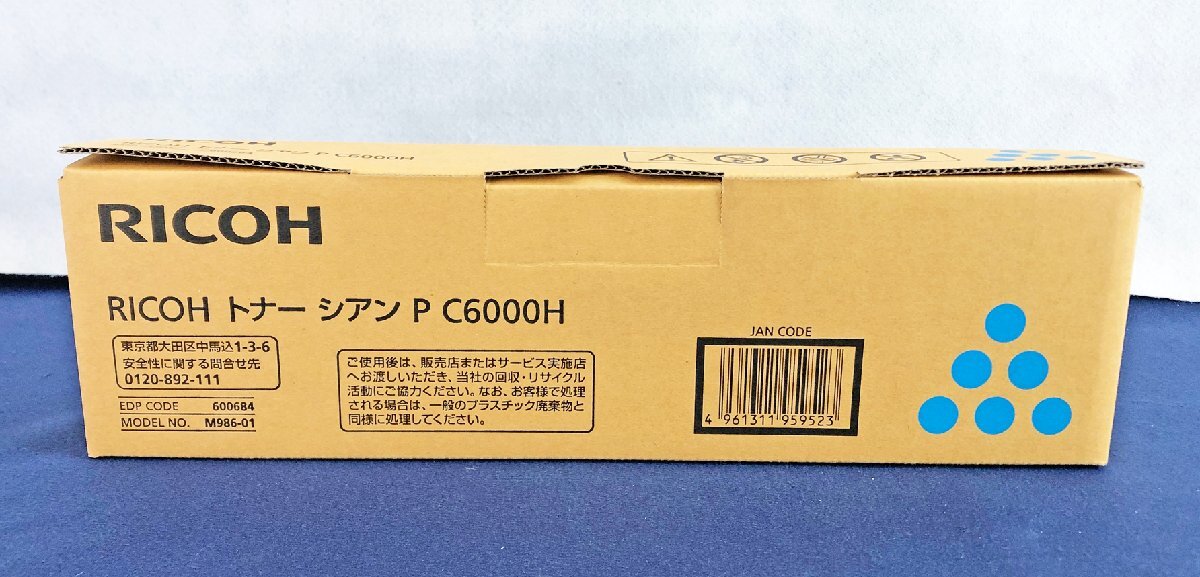 P C6000H
RICOH
RICOH トナー シアン P C6000H
東京都大田区中馬込1-3-6
安全性に関する問合せ先
0120-892-111
EDP CODE 600684
MODEL NO. M986-01
ご使用後は、販売店またはサービス実施店
へお渡しいただき、当社の回収・リサイクル
活動にご協力ください。なお、お客様で処理
される場合は、一般のプラスチック廃棄物と
同様に処理してください。
JAN CODE
4 961311 959523